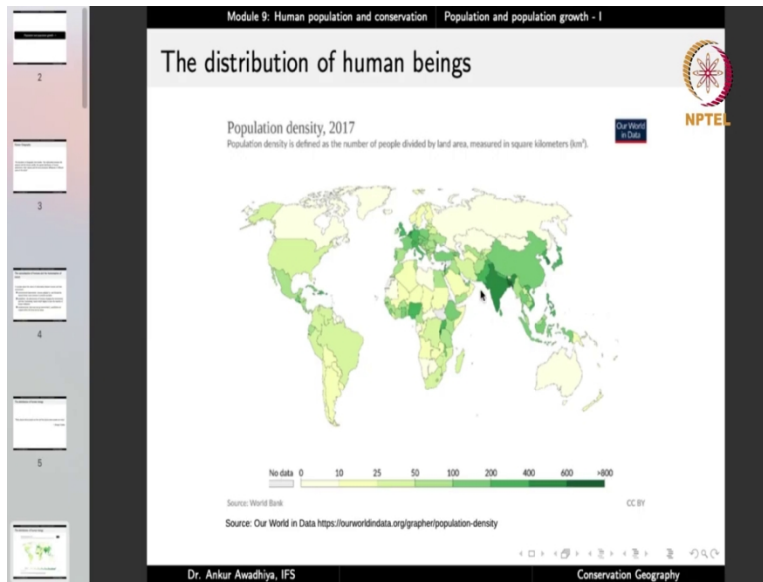 Module 9: Human population and conservation Population and population growth - I
The distribution of human beings
NPTEL
Population density, 2017
Population density is defined as the number of people divided by land area, measured in square kilometers (km²).
Our World
in Data
No data 0 10 25 50 100 200 400 600 >800
Source: World Bank CC BY
Source: Our World in Data https://ourworldindata.org/grapher/population-density
Dr. Ankur Awadhiya, IFS Conservation Geography
2
3
4
5